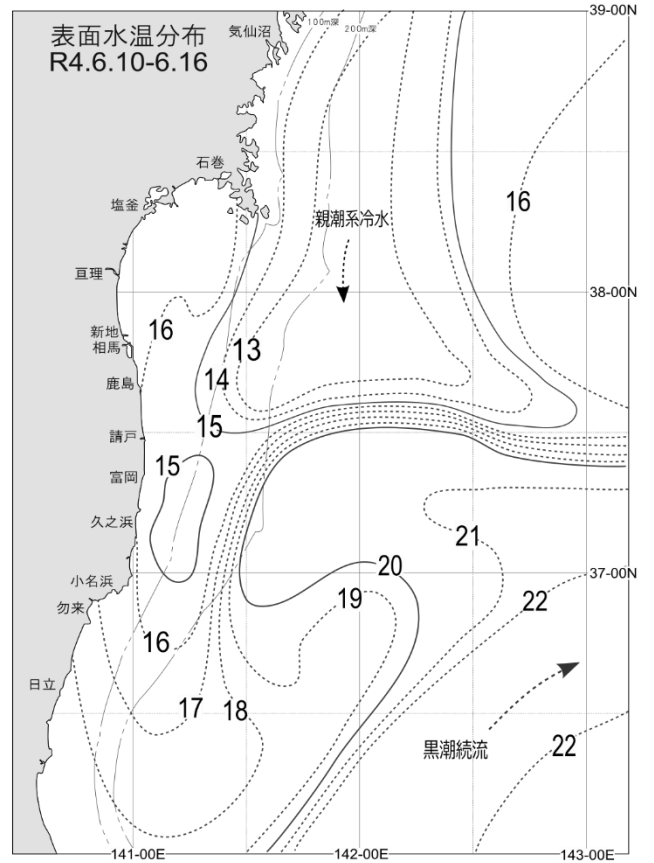 表面水温分布
R4.6.10-6.16
気仙沼
100m深
200m深
39-00N
石巻
塩釜
親潮系冷水
16
亘理
38-00N
新地
相馬
16
13
鹿島
14
請戸
15
富岡
15
久之浜
21
小名浜
20
37-00N
勿来
19
22
16
日立
17
18
黒潮続流
22
141-00E
142-00E
143-00E